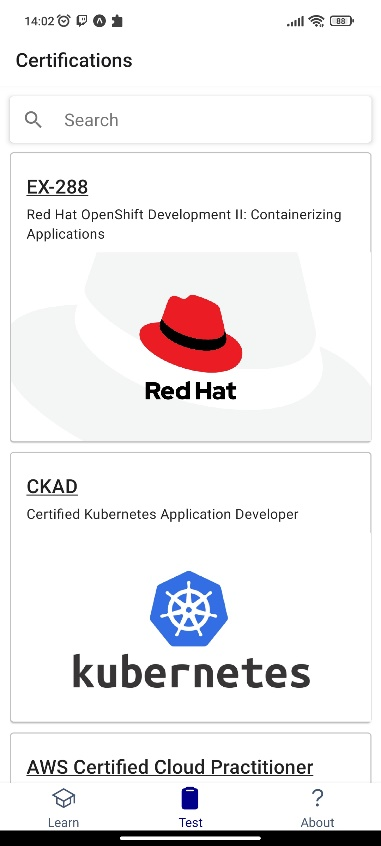 14:02
88
Certifications
Search
EX-288
Red Hat OpenShift Development II: Containerizing
Applications
Red Hat
CKAD
Certified Kubernetes Application Developer
kubernetes
AWS Certified Cloud Practitioner
Learn
Test
?
About